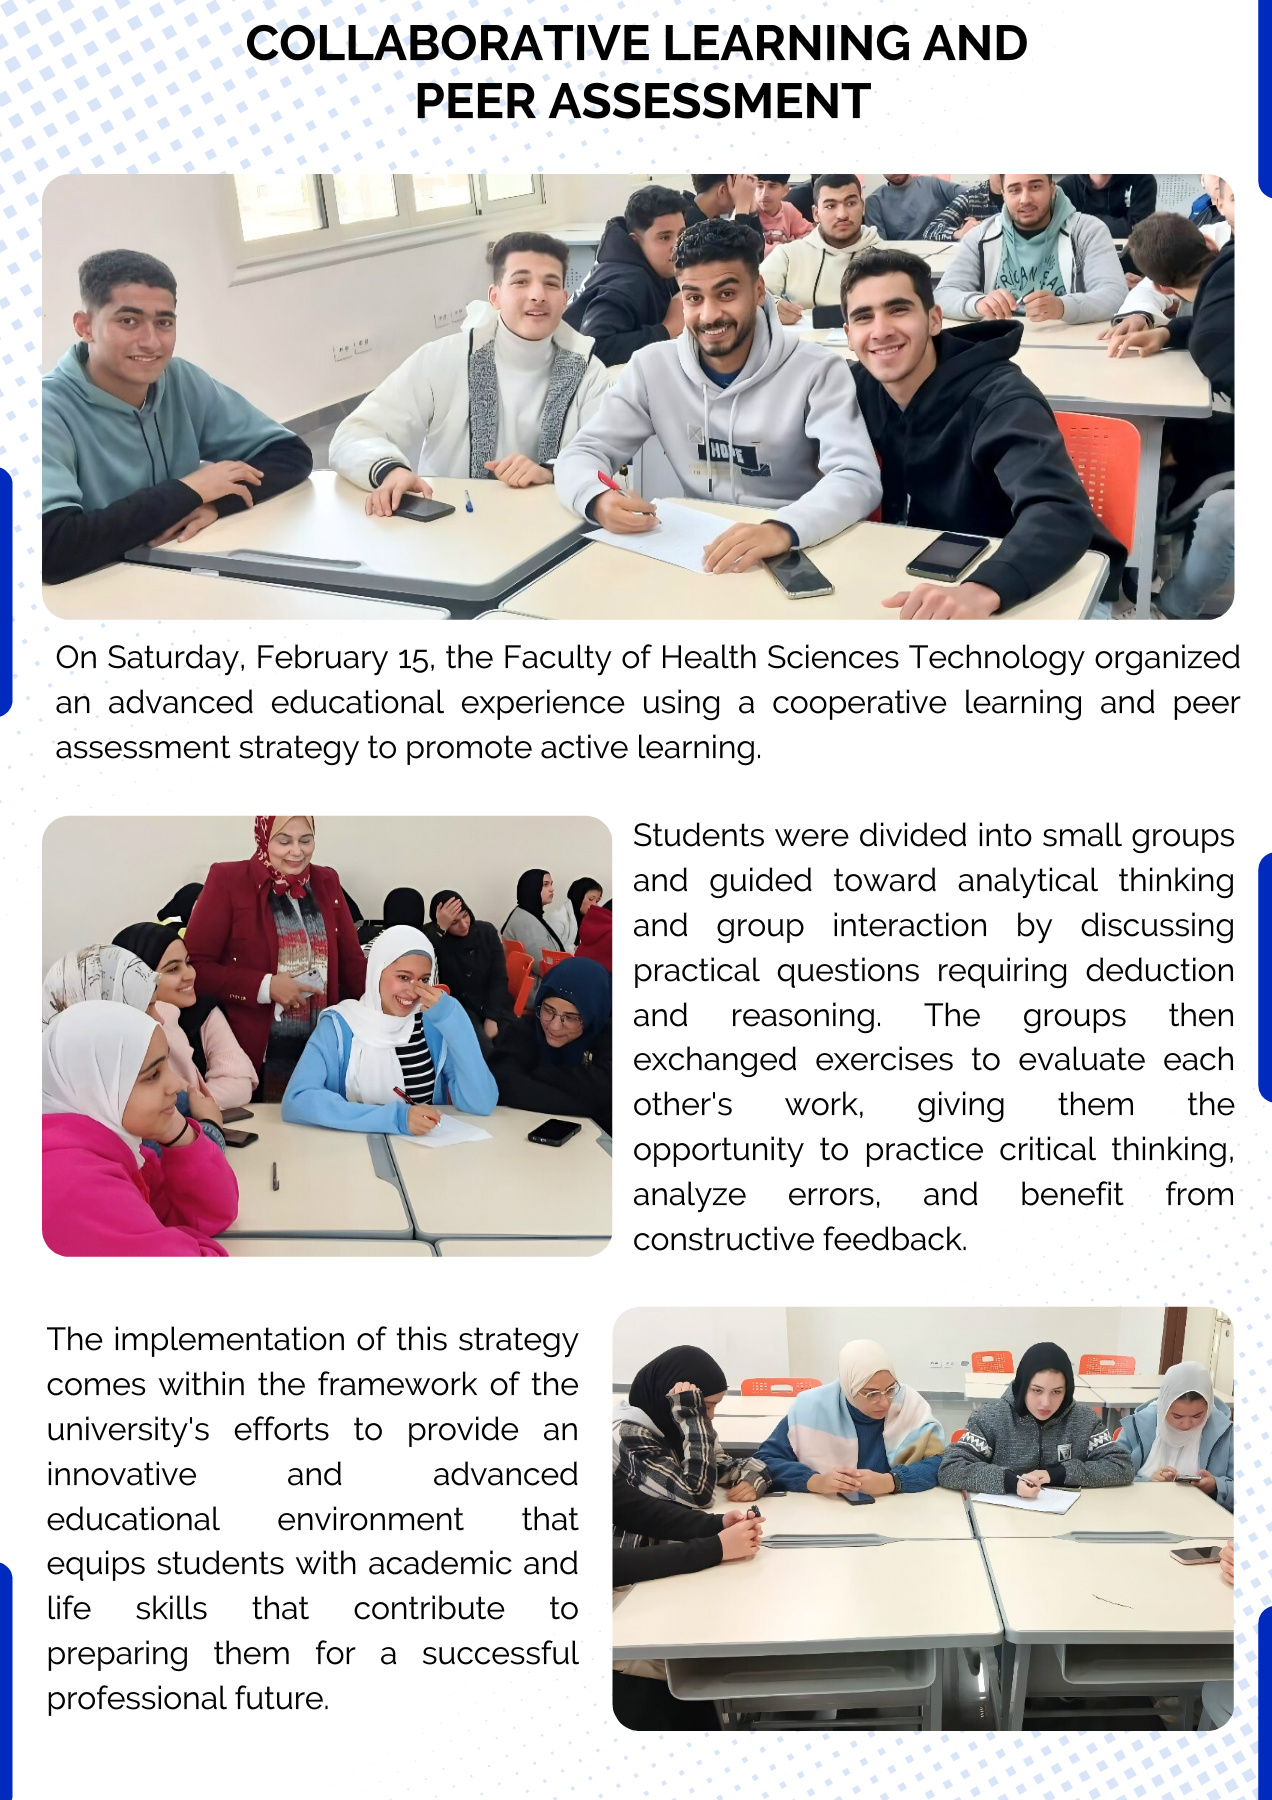 COLLABORATIVE LEARNING AND
PEER ASSESSMENT
HOPE
On Saturday, February 15, the Faculty of Health Sciences Technology organized
an advanced educational experience using a cooperative learning and peer
assessment strategy to promote active learning.
Students were divided into small groups
and guided toward analytical thinking
and group interaction by discussing
practical questions requiring deduction
and reasoning. The groups then
exchanged exercises to evaluate each
other's work, giving them the
opportunity to practice critical thinking,
analyze errors, and benefit from
constructive feedback.
The implementation of this strategy
comes within the framework of the
university's efforts to provide an
innovative and advanced
educational environment that
equips students with academic and
life skills that contribute to
preparing them for a successful
professional future.